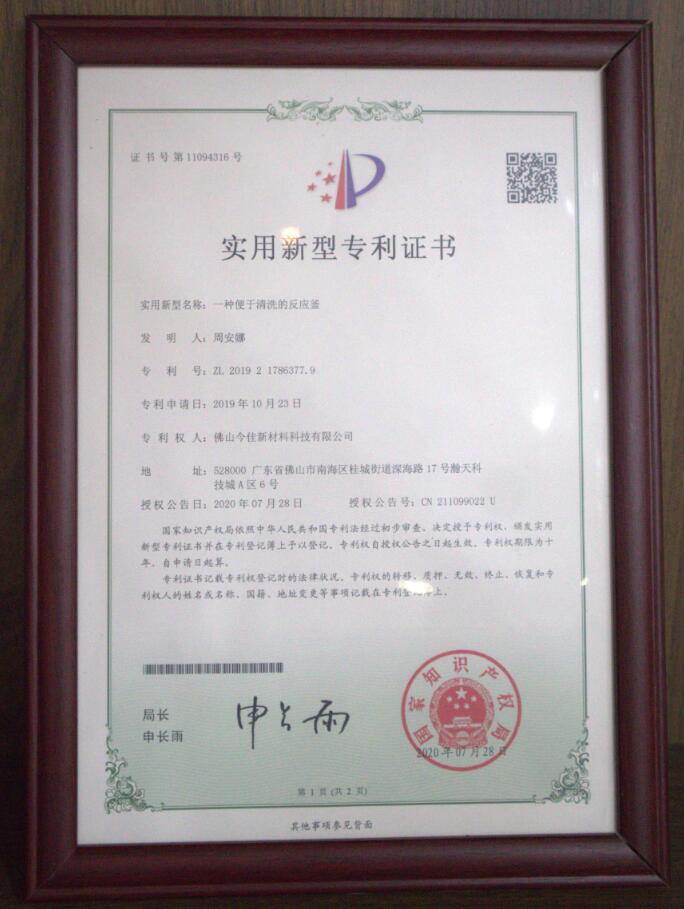 证书号第11094316号
实用新型专利证书
实用新型名称：一种便于清洗的反应釜
发明人：周安娜
专利号：ZL 2019 2 1786377.9
专利申请日：2019年10月23日
专利权人：佛山今佳新材料科技有限公司
地址：528000 广东省佛山市南海区桂城街道深海路17号瀚天科
技城A区6号
授权公告日：2020年07月28日 授权公告号：CN 211099022 U
国家知识产权局依照中华人民共和国专利法经过初步审查，决定授予专利权，颁发实用
新型专利证书并在专利登记簿上予以登记。专利权自授权公告之日起生效。专利权期限为十
年，自申请日起算。
专利证书记载专利权登记时的法律状况。专利权的转移、质押、无效、终止、恢复和专
利权人的姓名或名称、国籍、地址变更等事项记载在专利登记簿上。
局长
申长雨
申长雨
国家知识产权局
2020年07月28日
第1页(共2页)
其他事项参见背面